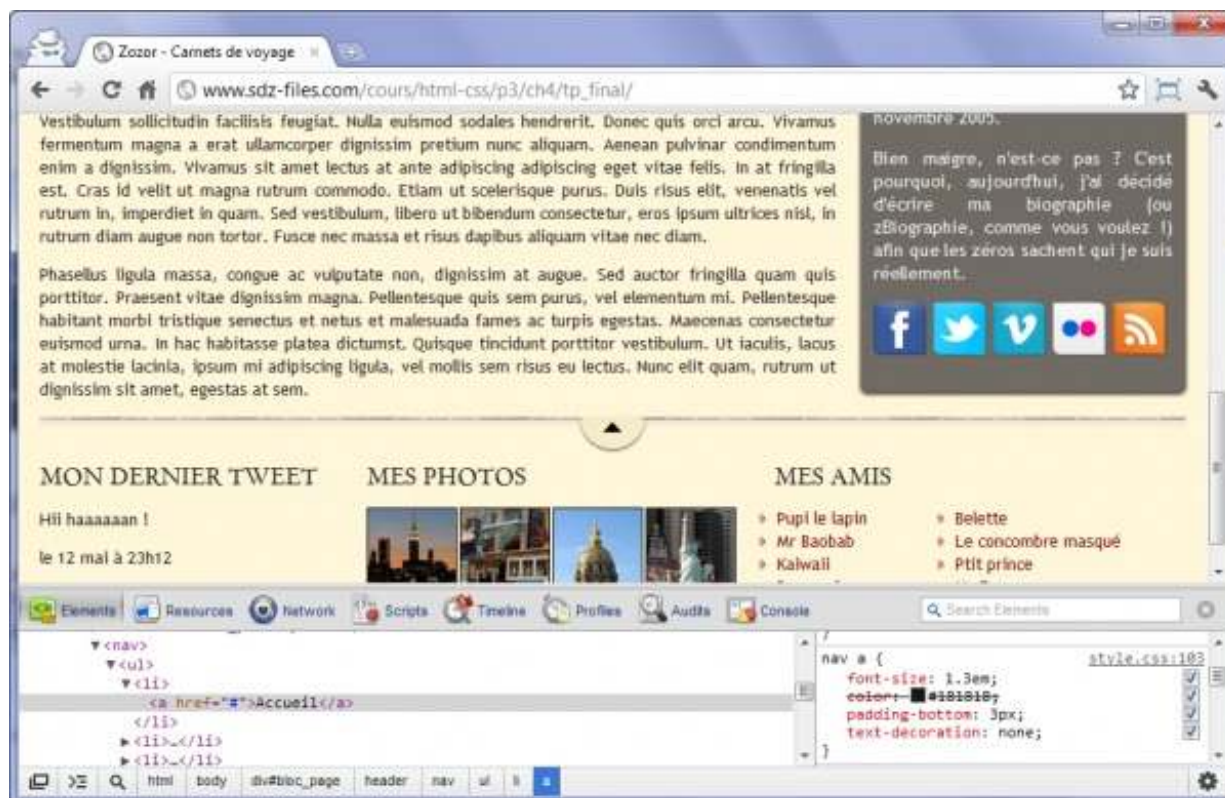 Zozor - Carnets de voyage
www.sdz-files.com/cours/html-css/p3/ch4/tp_final/
Vestibulum sollicitudin facilisis feugiat. Nulla euismod sodales hendrerit. Donec quis orci arcu. Vivamus
fermentum magna a erat ullamcorper dignissim pretium nunc aliquam. Aenean pulvinar condimentum
enim a dignissim. Vivamus sit amet lectus at ante adipiscing adipiscing eget vitae felis. In at fringilla
est. Cras id velit ut magna rutrum commodo. Etiam ut scelerisque purus. Duis risus elit, venenatis vel
rutrum in, imperdiet in quam. Sed vestibulum, libero ut bibendum consectetur, eros ipsum ultrices nisl, in
rutrum diam augue non tortor. Fusce nec massa et risus dapibus aliquam vitae nec diam.
Phasellus ligula massa, congue ac vulputate non, dignissim at augue. Sed auctor fringilla quam quis
porttitor. Praesent vitae dignissim magna. Pellentesque quis sem purus, vel elementum mi. Pellentesque
habitant morbi tristique senectus et netus et malesuada fames ac turpis egestas. Maecenas consectetur
euismod urna. In hac habitasse platea dictumst. Quisque tincidunt porttitor vestibulum. Ut iaculis, lacus
at molestie lacinia, ipsum mi adipiscing ligula, vel mollis sem risus eu lectus. Nunc elit quam, rutrum ut
dignissim sit amet, egestas at sem.
novembre 2005.
Bien maigre, n'est-ce pas ? C'est
pourquoi, aujourd'hui, j'ai décidé
d'écrire ma biographie (ou
zBiographie, comme vous voulez !)
afin que les zéros sachent qui je suis
réellement.
MON DERNIER TWEET
Hii haaaaaan !
le 12 mai à 23h12
MES PHOTOS
MES AMIS
Pupi le lapin
Mr Baobab
Kaiwaii
Belette
Le concombre masqué
Ptit prince
Elements Resources Network Scripts Timeline Profiles Audits Console Search Elements
▼<nav>
▼<ul>
▼<li>
<a href="#">Accueil</a>
</li>
▶<li>…</li>
▶<li>…</li>
}
nav a { style.css:103
font-size: 1.3em;
color: #181818;
padding-bottom: 3px;
text-decoration: none;
}
html body div#bloc_page header nav ul li a